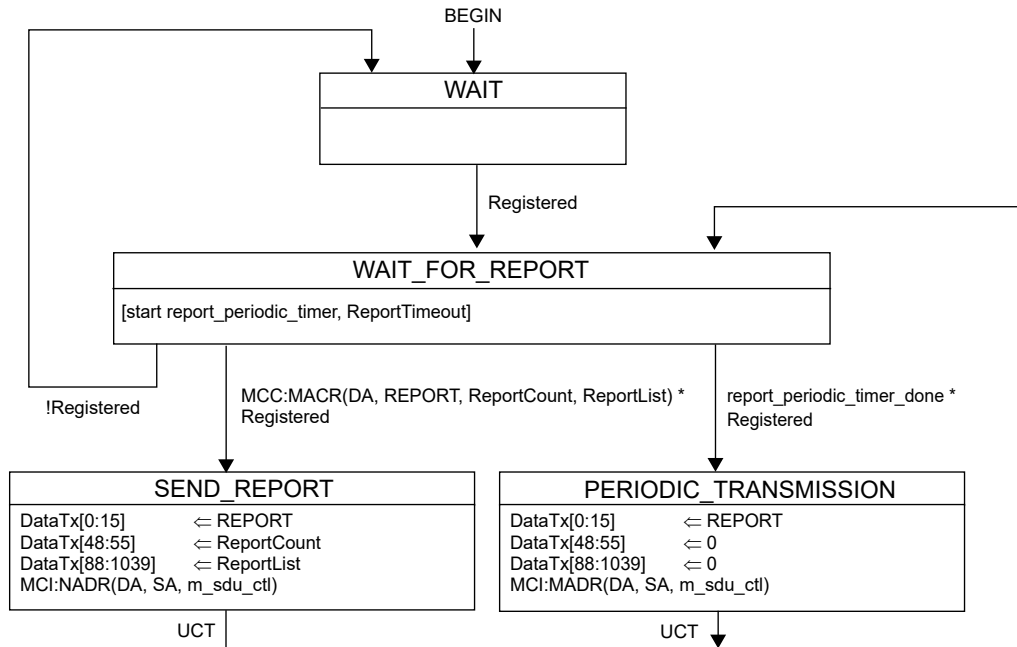 BEGIN
WAIT
Registered
WAIT_FOR_REPORT
[start report_periodic_timer, ReportTimeout]
!Registered
MCC:MACR(DA, REPORT, ReportCount, ReportList) *
Registered
report_periodic_timer_done *
Registered
SEND_REPORT
DataTx[0:15] ⇐ REPORT
DataTx[48:55] ⇐ ReportCount
DataTx[88:1039] ⇐ ReportList
MCI:NADR(DA, SA, m_sdu_ctl)
UCT
PERIODIC_TRANSMISSION
DataTx[0:15] ⇐ REPORT
DataTx[48:55] ⇐ 0
DataTx[88:1039] ⇐ 0
MCI:MADR(DA, SA, m_sdu_ctl)
UCT